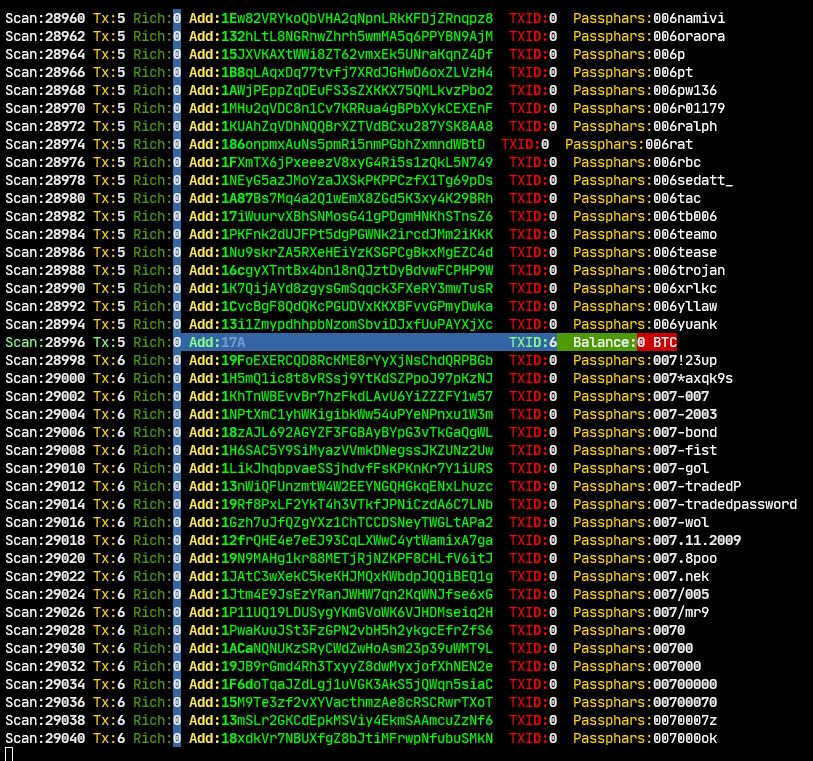 Scan:28960 Tx:5 Rich:0 Add:1Ew82VRYkoQbVHA2qNpnLRkKFDjZRnqpz8 TXID:0 Passphars:006namivi
Scan:28962 Tx:5 Rich:0 Add:132hLtL8NGRnwZhrh5wmMA5q6PPYBN9AjM TXID:0 Passphars:006oraora
Scan:28964 Tx:5 Rich:0 Add:15JXVKAXtWWi8ZT62vmxEk5UNraKqnZ4Df TXID:0 Passphars:006p
Scan:28966 Tx:5 Rich:0 Add:1B8qLAqxDq77tvfj7XRdJGHwD6oxZLVzH4 TXID:0 Passphars:006pt
Scan:28968 Tx:5 Rich:0 Add:1AWjPEppZqDEuFS3sZXKKX75QMLkvzPbo2 TXID:0 Passphars:006pw136
Scan:28970 Tx:5 Rich:0 Add:1MHu2qVDC8n1Cv7KRRua4gBPbXykCEXEnF TXID:0 Passphars:006r01179
Scan:28972 Tx:5 Rich:0 Add:1KUAhZqVDhNQQBrXZTVdBCxu287YSK8AA8 TXID:0 Passphars:006ralph
Scan:28974 Tx:5 Rich:0 Add:186onpmxAuNs5pmRi5nmPGbhZxmndWBtD TXID:0 Passphars:006rat
Scan:28976 Tx:5 Rich:0 Add:1FXmTX6jPxeeezV8xyG4Ri5s1zQkL5N749 TXID:0 Passphars:006rbc
Scan:28978 Tx:5 Rich:0 Add:1NEyG5azJMoYzaJXSkPKPPCzfX1Tg69pDs TXID:0 Passphars:006sedatt_
Scan:28980 Tx:5 Rich:0 Add:1A87Bs7Mq4a2Q1wEmX8ZGd5K3xy4K29BRh TXID:0 Passphars:006tac
Scan:28982 Tx:5 Rich:0 Add:17iWuurvXBhSNMosG41gPDgmHNKhSTnsZ6 TXID:0 Passphars:006tb006
Scan:28984 Tx:5 Rich:0 Add:1PKFnk2dUJFPt5dgPGWNk2ircdJMm2iKkK TXID:0 Passphars:006teamo
Scan:28986 Tx:5 Rich:0 Add:1Nu9skrZA5RXeHEiYzKSGPCgBkxMgEZC4d TXID:0 Passphars:006tease
Scan:28988 Tx:5 Rich:0 Add:16cgyXTntBx4bn18nQJztDyBdvwFCPHP9W TXID:0 Passphars:006trojan
Scan:28990 Tx:5 Rich:0 Add:1K7QijAYd8zgysGmSqqck3FXeRY3mwTusR TXID:0 Passphars:006xrlkc
Scan:28992 Tx:5 Rich:0 Add:1CvcBgF8QdQKcPGUDVxKKXBFvvGPmyDwka TXID:0 Passphars:006yllaw
Scan:28994 Tx:5 Rich:0 Add:13i1ZmypdhhpbNzomSbviDJxfUuPAYXjXc TXID:0 Passphars:006yuank
Scan:28996 Tx:5 Add:17A TXID:6 Balance:0 BTC
Scan:28998 Tx:6 Rich:0 Add:19FoEXERCQD8RcKME8rYyXjNsChdQRPBGb TXID:0 Passphars:007!23up
Scan:29000 Tx:6 Rich:0 Add:1H5mQ1ic8t8vRSsj9YtKdSZPpoJ97pKzNJ TXID:0 Passphars:007*axqk9s
Scan:29002 Tx:6 Rich:0 Add:1KhTnWBEvvBr7hzFkdLAvU6YiZZZFY1w57 TXID:0 Passphars:007-007
Scan:29004 Tx:6 Rich:0 Add:1NPtXmC1yhWKigibkWw54uPYeNPnxu1W3m TXID:0 Passphars:007-2003
Scan:29006 Tx:6 Rich:0 Add:18zAJL692AGYZF3FGBAyBYpG3vTkGaQgWL TXID:0 Passphars:007-bond
Scan:29008 Tx:6 Rich:0 Add:1H6SAC5Y9SiMyazVVmkDNegssJKZUNz2Uw TXID:0 Passphars:007-fist
Scan:29010 Tx:6 Rich:0 Add:1LikJhqbpvaeSSjhdvfFsKPKnKr7Y1iURS TXID:0 Passphars:007-gol
Scan:29012 Tx:6 Rich:0 Add:13nWiQFUnzmtW4W2EEYNGQHGkqENxLhuzc TXID:0 Passphars:007-tradedP
Scan:29014 Tx:6 Rich:0 Add:19Rf8PxLF2YkT4h3VTkfJPNiCzdA6C7LNb TXID:0 Passphars:007-tradedpassword
Scan:29016 Tx:6 Rich:0 Add:1Gzh7uJfQZgYXz1ChTCCDSNeyTWGLtAPa2 TXID:0 Passphars:007-wol
Scan:29018 Tx:6 Rich:0 Add:12frQHE4e7eEJ93CqLXWwC4ytWamixA7ga TXID:0 Passphars:007.11.2009
Scan:29020 Tx:6 Rich:0 Add:19N9MAHg1kr88METjRjNZKPF8CHLfV6itJ TXID:0 Passphars:007.8poo
Scan:29022 Tx:6 Rich:0 Add:1JAtC3wXekC5keKHJMQxKWbdpJQQiBEQ1g TXID:0 Passphars:007.nek
Scan:29024 Tx:6 Rich:0 Add:1Jtm4E9JsEzYRanJWHW7qn2KqWNJfse6xG TXID:0 Passphars:007/005
Scan:29026 Tx:6 Rich:0 Add:1P11UQ19LDUSygYKmGVoWK6VJHDMseiq2H TXID:0 Passphars:007/mr9
Scan:29028 Tx:6 Rich:0 Add:1PwaKuuJSt3FzGPN2vbH5h2ykgcEfrZfS6 TXID:0 Passphars:0070
Scan:29030 Tx:6 Rich:0 Add:1ACaNQNUKzSRyCWdZwHoAsm23p39uWMT9L TXID:0 Passphars:00700
Scan:29032 Tx:6 Rich:0 Add:19JB9rGmd4Rh3TxyyZ8dwMyxjofXhNEN2e TXID:0 Passphars:007000
Scan:29034 Tx:6 Rich:0 Add:1F6doTqaJZdLgj1uVGK3AkS5jQWqn5siaC TXID:0 Passphars:00700000
Scan:29036 Tx:6 Rich:0 Add:15M9Te3zf2vXYVacthmzAe8cRSCRwrTXoT TXID:0 Passphars:00700070
Scan:29038 Tx:6 Rich:0 Add:13mSLr2GKCdEpkMSViy4EkmSAAmcuZzNf6 TXID:0 Passphars:0070007z
Scan:29040 Tx:6 Rich:0 Add:18xdkVr7NBUXfgZ8bJtiMFrwpNfubuSMkN TXID:0 Passphars:007000ok